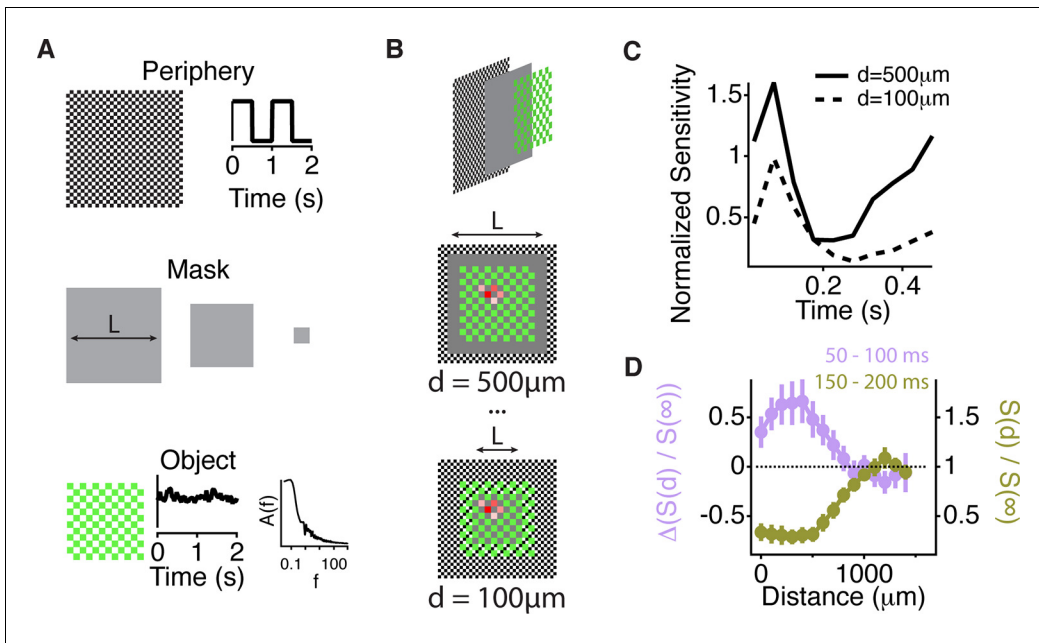 A
Periphery
0 1 2
Time (s)
Mask
L
Object
0 1 2
Time (s)
A(f)
0.1 100
f
B
L
d = 500μm
...
L
d = 100μm
C
d=500μm
d=100μm
Normalized Sensitivity
1.5
1
0.5
0.2 0.4
Time (s)
D
50 - 100 ms
150 - 200 ms
Δ(S(d) / S(∞))
0.5
0
-0.5
1.5
1
0.5
S(d) / S(∞)
0 1000
Distance (μm)